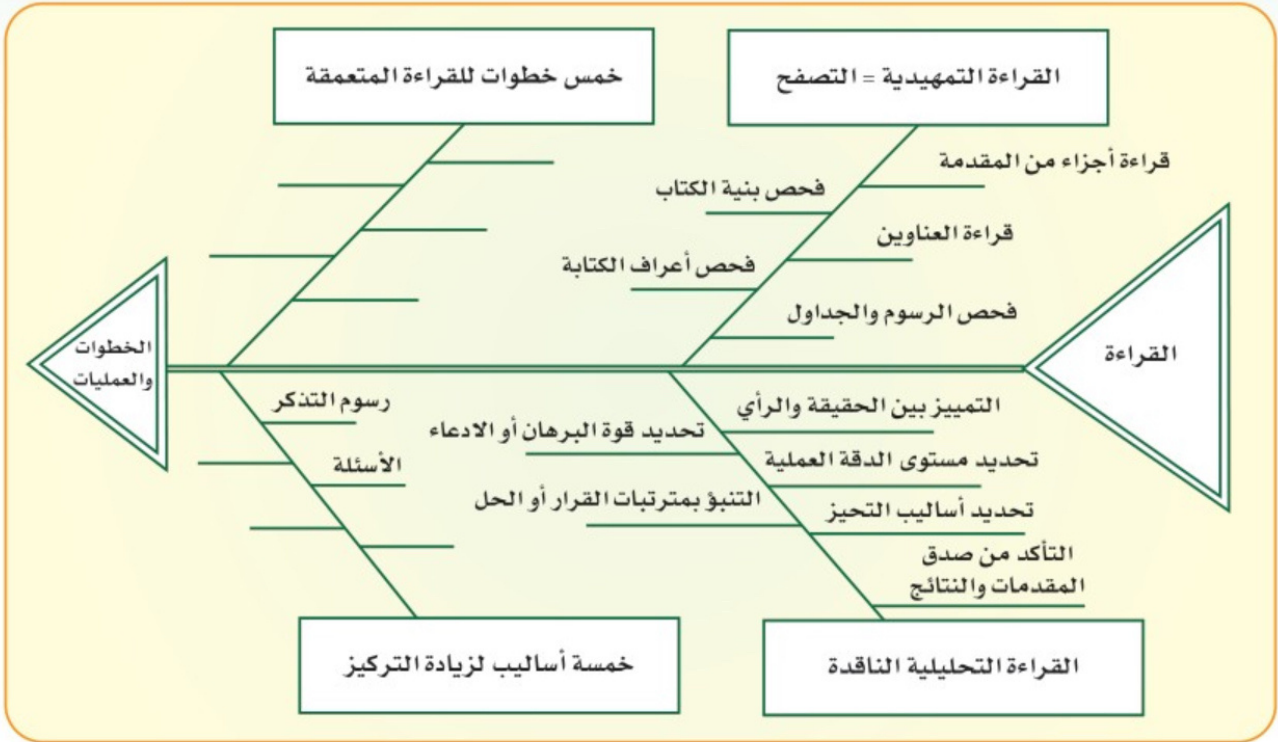 القراءة التمهيدية = التصفح
خمس خطوات للقراءة المتعمقة
قراءة أجزاء من المقدمة
فحص بنية الكتاب
قراءة العناوين
فحص أعراف الكتابة
فحص الرسوم والجداول
القراءة
الخطوات
والعمليات
التمييز بين الحقيقة والرأي
تحديد قوة البرهان أو الادعاء
تحديد مستوى الدقة العملية
التنبؤ بمترتبات القرار أو الحل
تحديد أساليب التحيز
التأكد من صدق
المقدمات والنتائج
رسوم التذكر
الأسئلة
القراءة التحليلية الناقدة
خمسة أساليب لزيادة التركيز